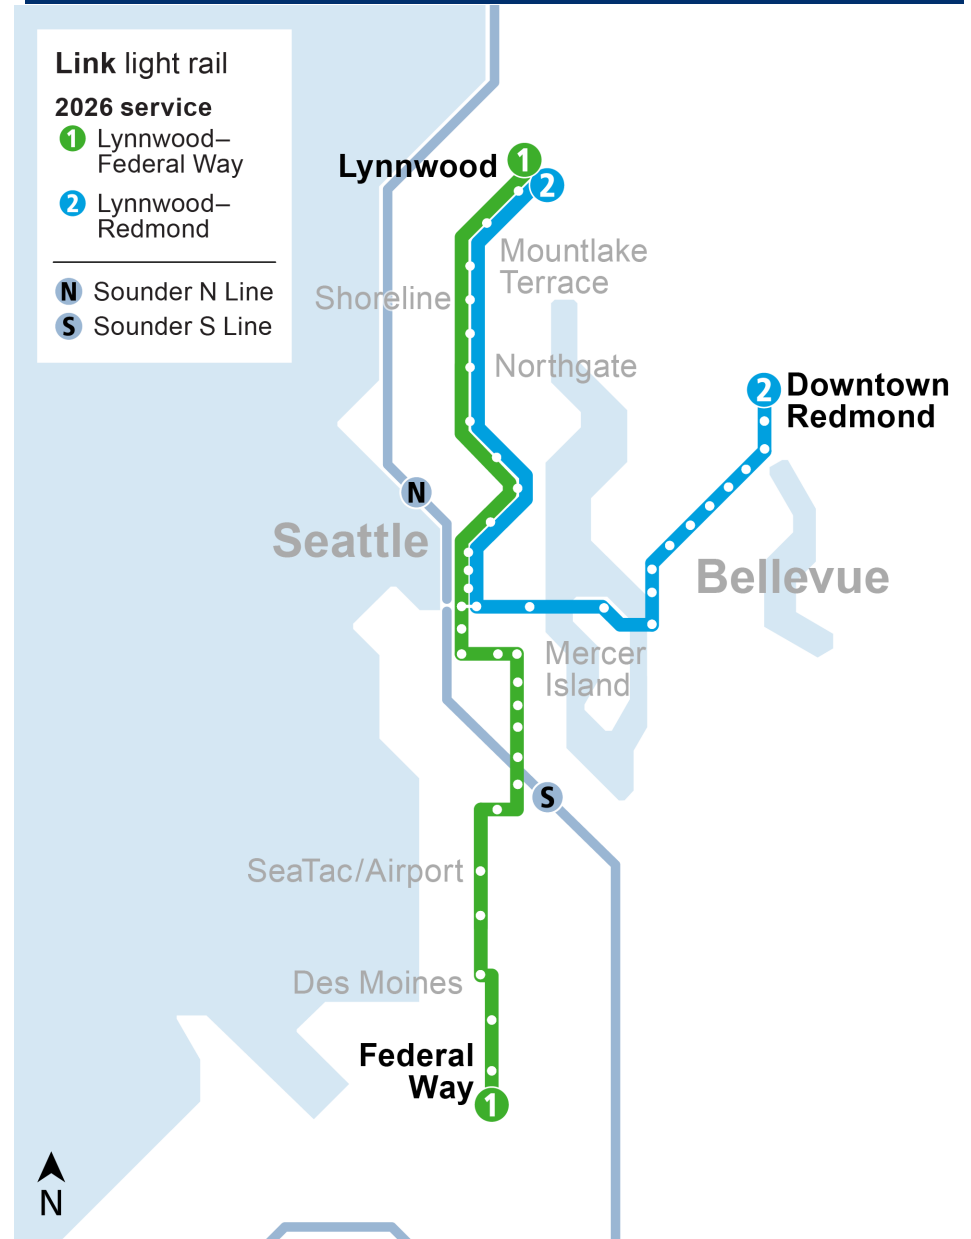 Link light rail
2026 service
1 Lynnwood–
Federal Way
2 Lynnwood–
Redmond
N Sounder N Line
S Sounder S Line
Lynnwood
1
2
Mountlake
Terrace
Shoreline
Northgate
2
Downtown
Redmond
N
Seattle
Bellevue
Mercer
Island
S
SeaTac/Airport
Des Moines
Federal
Way
1
N